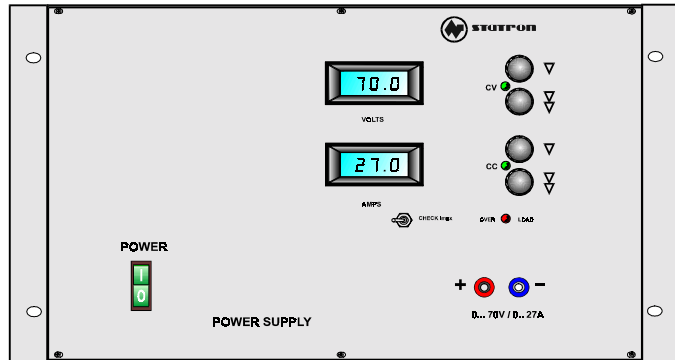 statron
70.0
CV
VOLTS
27.0
CC
AMPS
CHECK Imax
OVER LOAD
POWER
I
0
+ −
0... 70V / 0.. 27A
POWER SUPPLY